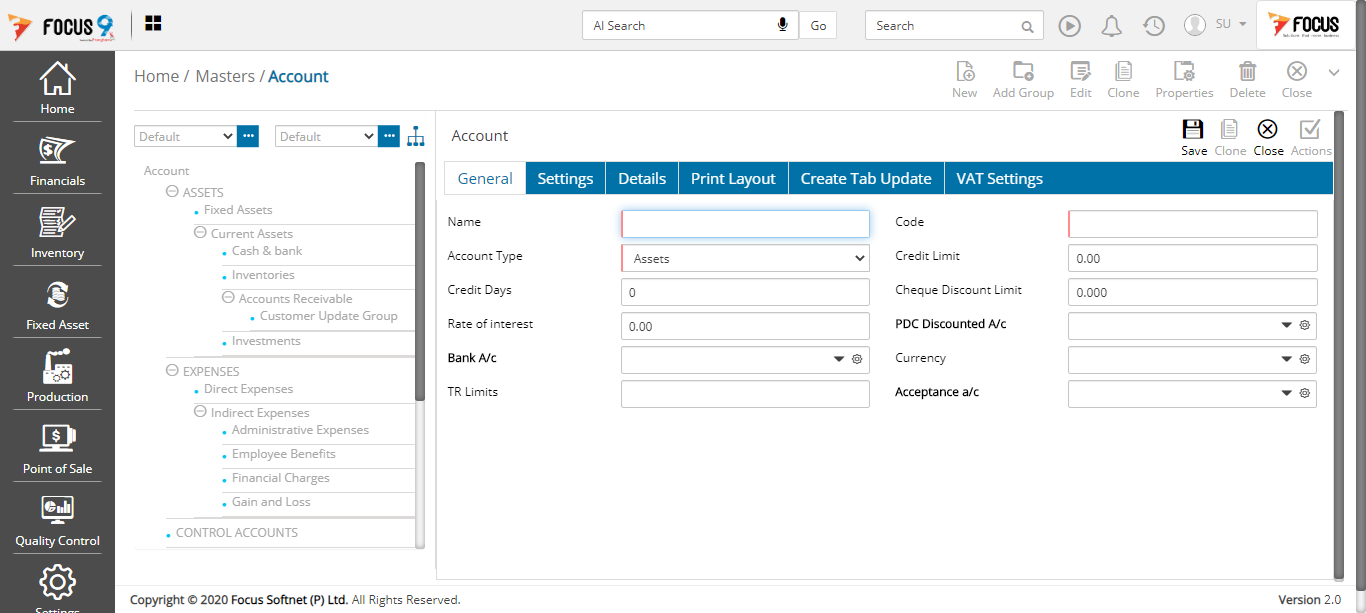 FOCUS 9
AI Search
Go
Search
SU
FOCUS
Home
Financials
Inventory
Fixed Asset
Production
Point of Sale
Quality Control
Settings
Home / Masters / Account
New
Add Group
Edit
Clone
Properties
Delete
Close
Default
Default
Account
ASSETS
Fixed Assets
Current Assets
Cash & bank
Inventories
Accounts Receivable
Customer Update Group
Investments
EXPENSES
Direct Expenses
Indirect Expenses
Administrative Expenses
Employee Benefits
Financial Charges
Gain and Loss
CONTROL ACCOUNTS
Account
Save
Clone
Close
Actions
General
Settings
Details
Print Layout
Create Tab Update
VAT Settings
Name
Code
Account Type Assets
Credit Limit 0.00
Credit Days 0
Cheque Discount Limit 0.000
Rate of interest 0.00
PDC Discounted A/c
Bank A/c
Currency
TR Limits
Acceptance a/c
Copyright © 2020 Focus Softnet (P) Ltd. All Rights Reserved.
Version 2.0